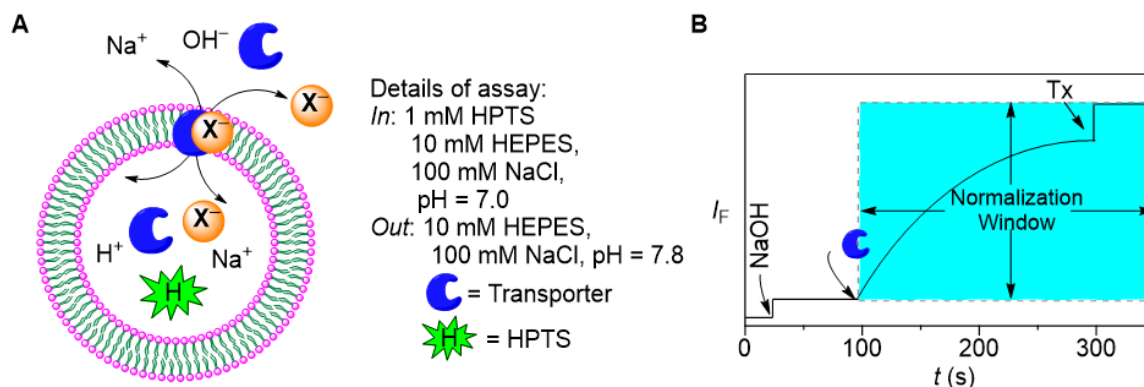 A
Na⁺
OH⁻
X⁻
X⁻
X⁻
H⁺
Na⁺
H
Details of assay:
In: 1 mM HPTS
10 mM HEPES,
100 mM NaCl,
pH = 7.0
Out: 10 mM HEPES,
100 mM NaCl, pH = 7.8
= Transporter
H = HPTS
B
Tx
Normalization
Window
NaOH
I_F
0 100 200 300
t (s)